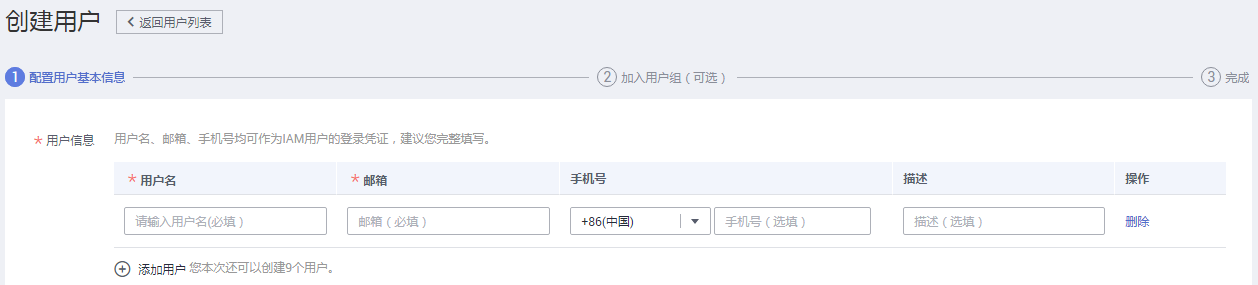 创建用户 返回用户列表
1 配置用户基本信息 2 加入用户组（可选） 3 完成
* 用户信息 用户名、邮箱、手机号均可作为IAM用户的登录凭证，建议您完整填写。
* 用户名 * 邮箱 手机号 描述 操作
请输入用户名(必填) 邮箱（必填） +86(中国) 手机号（选填） 描述（选填） 删除
添加用户 您本次还可以创建9个用户。